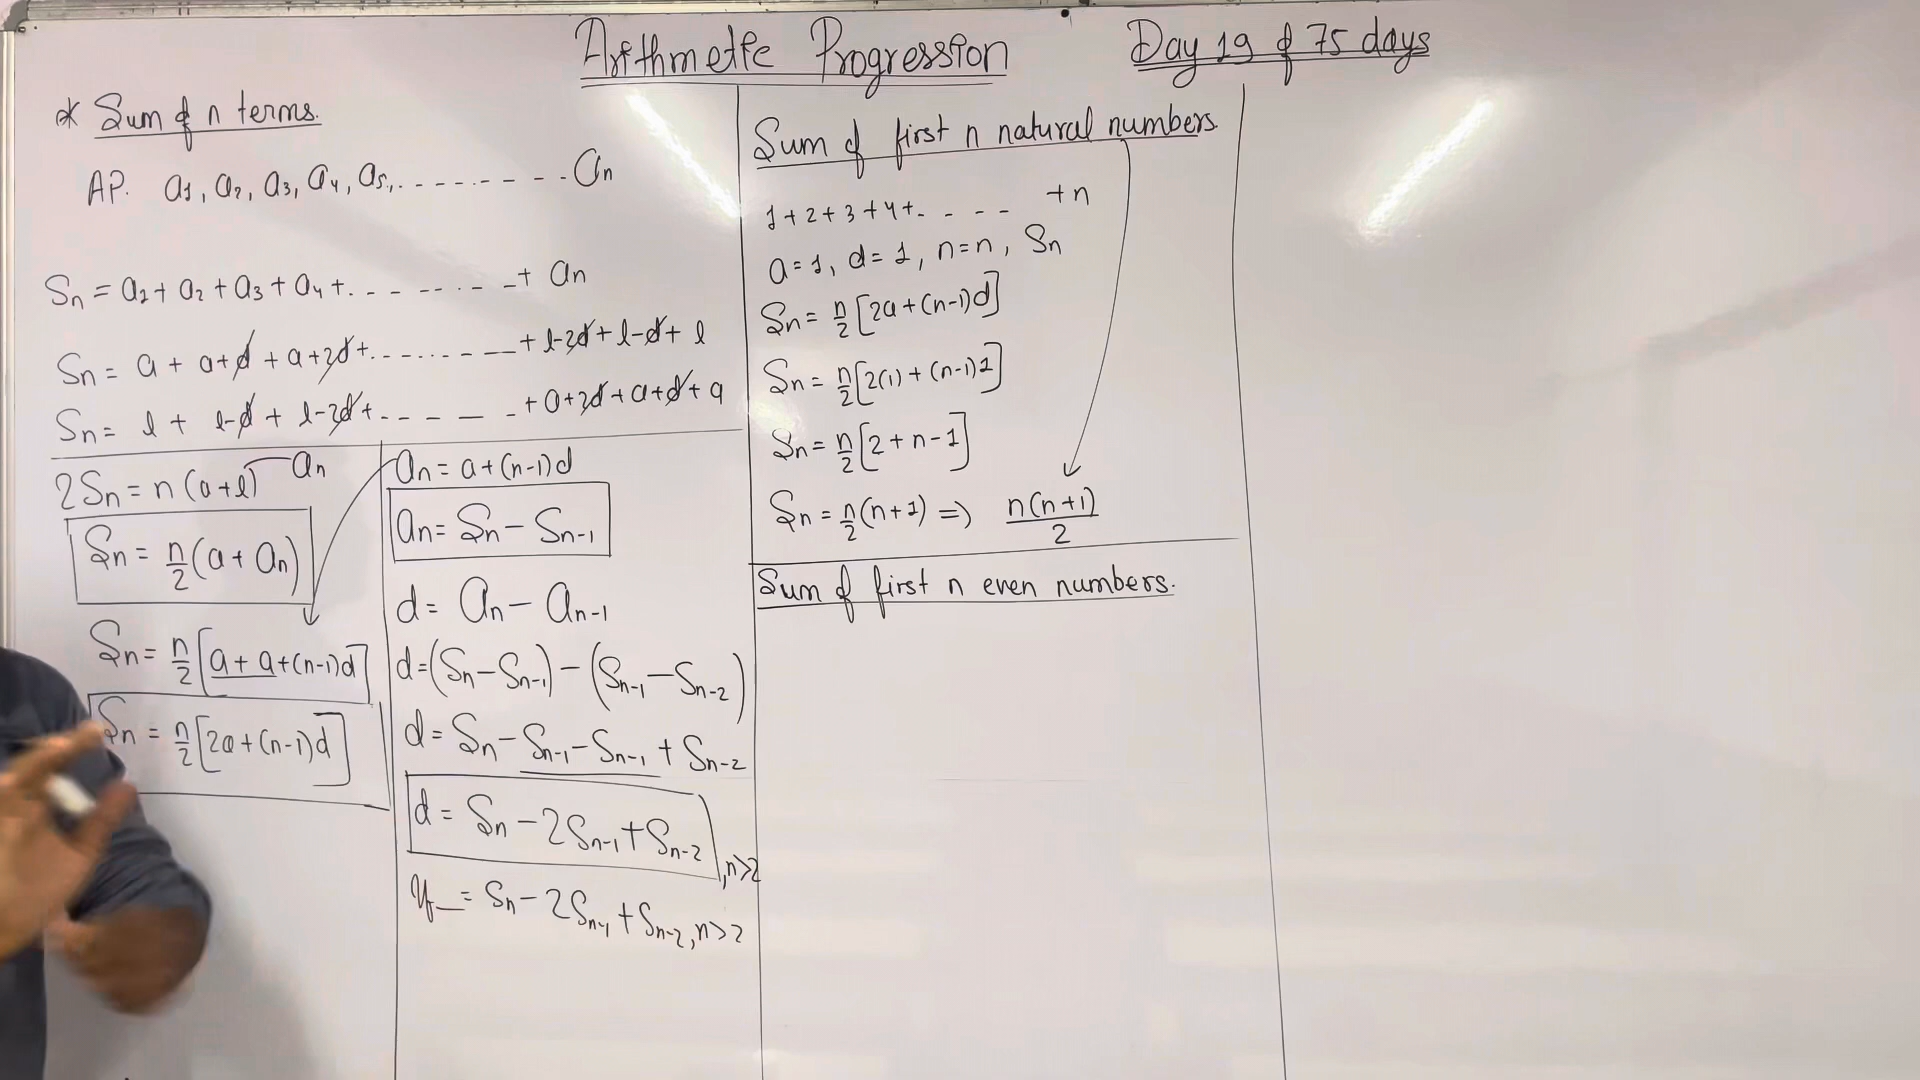 Arithmetic Progression
Day 19 of 75 days
* Sum of n terms.
AP. a1, a2, a3, a4, a5, .--------. an
Sn = a1 + a2 + a3 + a4 + .------- + an
Sn = a + a+d + a+2d + .------- + l-2d + l-d + l
Sn = l + l-d + l-2d + .----- + a+2d + a+d + a
2Sn = n (a+l) an
Sn = n/2 (a + an)
Sn = n/2 [a + a + (n-1)d]
Sn = n/2 [2a + (n-1)d]
an = a + (n-1)d
an = Sn - Sn-1
d = an - an-1
d = (Sn - Sn-1) - (Sn-1 - Sn-2)
d = Sn - Sn-1 - Sn-1 + Sn-2
d = Sn - 2Sn-1 + Sn-2 , n>2
= Sn - 2Sn-1 + Sn-2, n>2
Sum of first n natural numbers.
1+2+3+4+.---- +n
a=1, d=1, n=n, Sn
Sn = n/2 [2a + (n-1)d]
Sn = n/2 [2(1) + (n-1)1]
Sn = n/2 [2 + n - 1]
Sn = n/2 (n+1) => n(n+1)/2
Sum of first n even numbers.